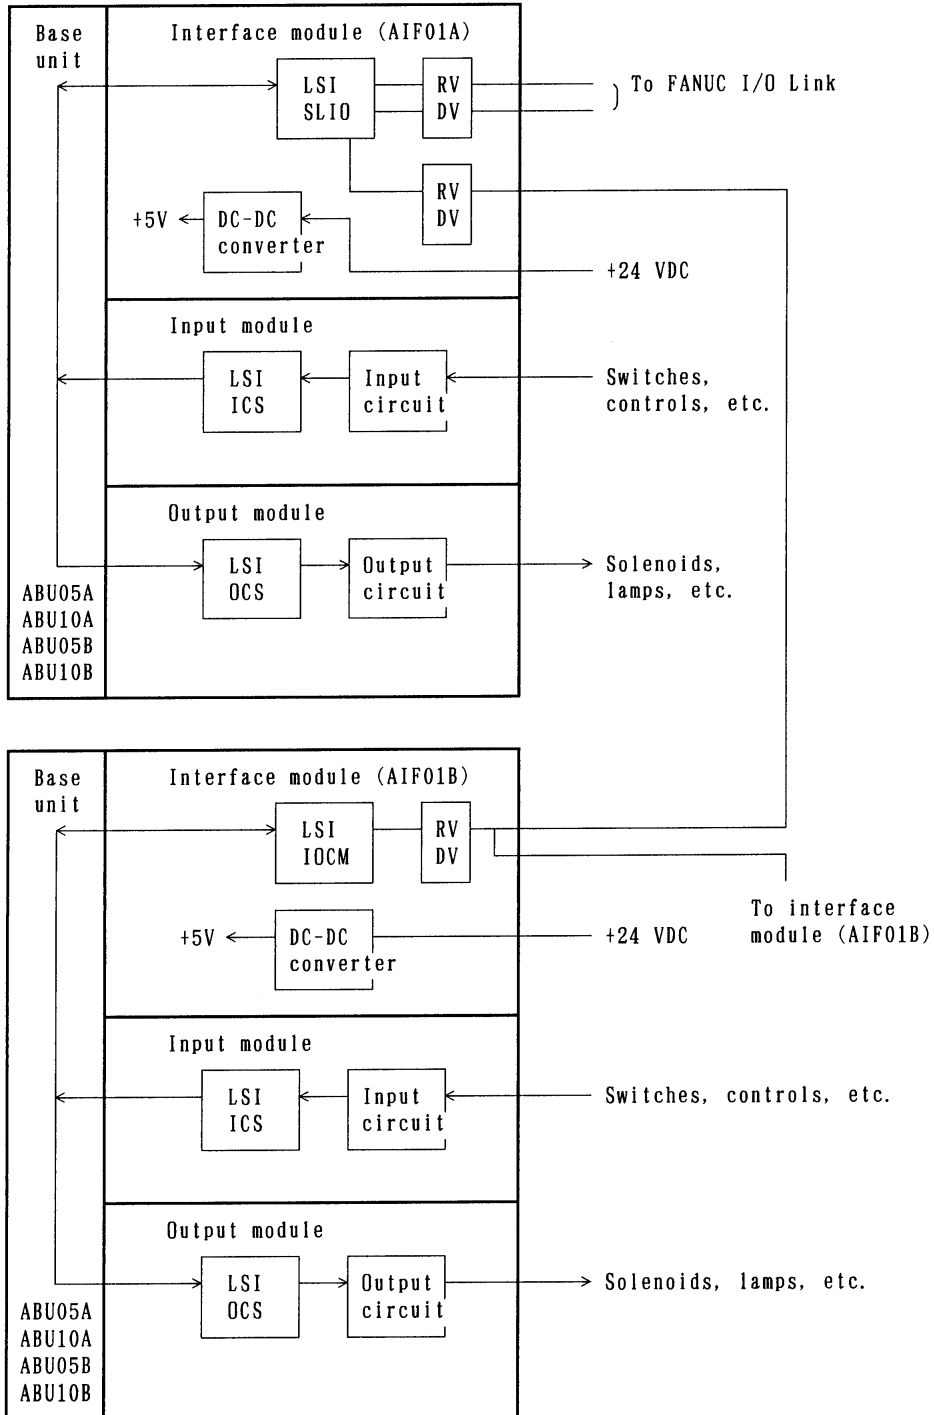 Base
unit
Interface module (AIF01A)
LSI
SLIO
RV
DV
To FANUC I/O Link
RV
DV
+5V
DC-DC
converter
+24 VDC
Input module
LSI
ICS
Input
circuit
Switches,
controls, etc.
Output module
LSI
OCS
Output
circuit
Solenoids,
lamps, etc.
ABU05A
ABU10A
ABU05B
ABU10B
Base
unit
Interface module (AIF01B)
LSI
IOCM
RV
DV
To interface
module (AIF01B)
+5V
DC-DC
converter
+24 VDC
Input module
LSI
ICS
Input
circuit
Switches, controls, etc.
Output module
LSI
OCS
Output
circuit
Solenoids, lamps, etc.
ABU05A
ABU10A
ABU05B
ABU10B